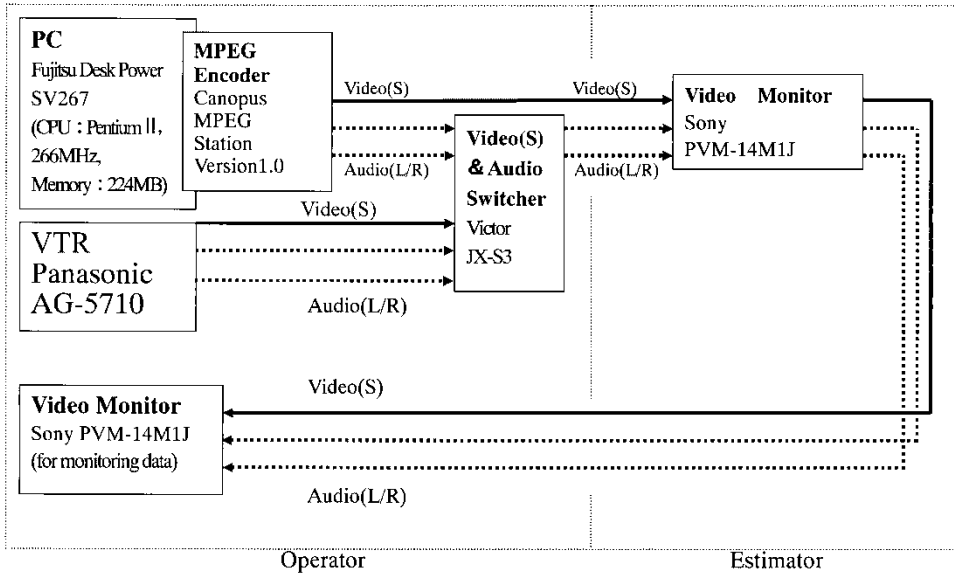 PC
Fujitsu Desk Power
SV267
(CPU：Pentium Ⅱ,
266MHz,
Memory：224MB)
MPEG
Encoder
Canopus
MPEG
Station
Version1.0
Video(S)
Audio(L/R)
Video(S)
Audio(L/R)
Video(S)
& Audio
Switcher
Victor
JX-S3
Video Monitor
Sony
PVM-14M1J
VTR
Panasonic
AG-5710
Video(S)
Audio(L/R)
Video Monitor
Sony PVM-14M1J
(for monitoring data)
Video(S)
Audio(L/R)
Operator
Estimator